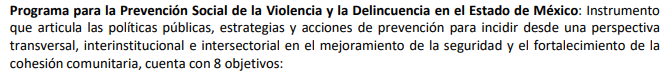 Programa para la Prevención Social de la Violencia y la Delincuencia en el Estado de México: Instrumento
que articula las políticas públicas, estrategias y acciones de prevención para incidir desde una perspectiva
transversal, interinstitucional e intersectorial en el mejoramiento de la seguridad y el fortalecimiento de la
cohesión comunitaria, cuenta con 8 objetivos: